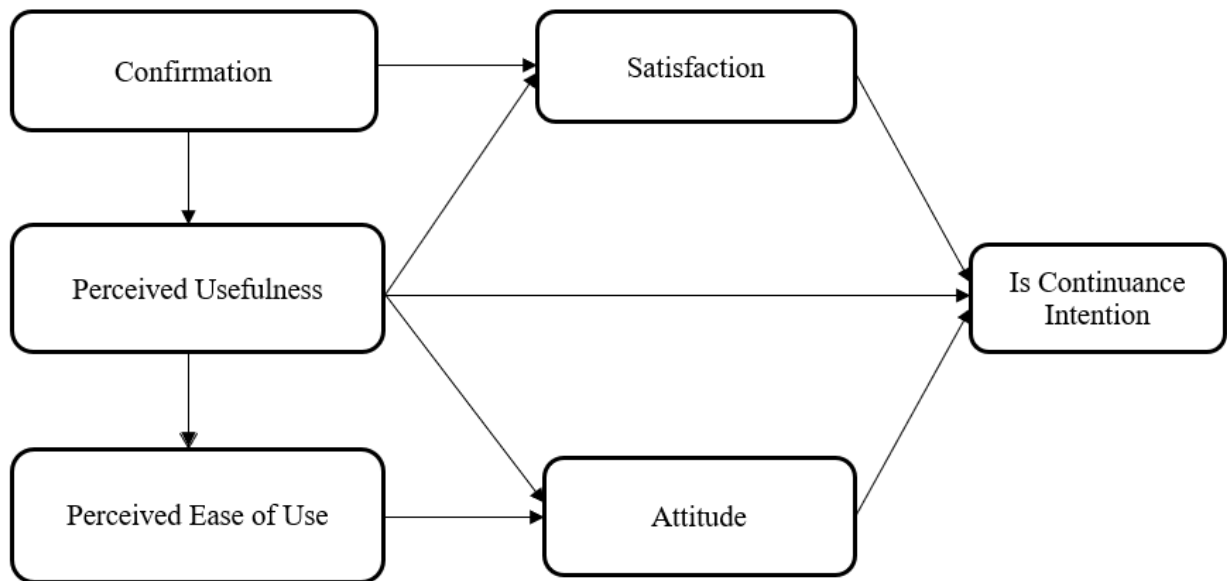 Confirmation
Satisfaction
Perceived Usefulness
Is Continuance
Intention
Perceived Ease of Use
Attitude